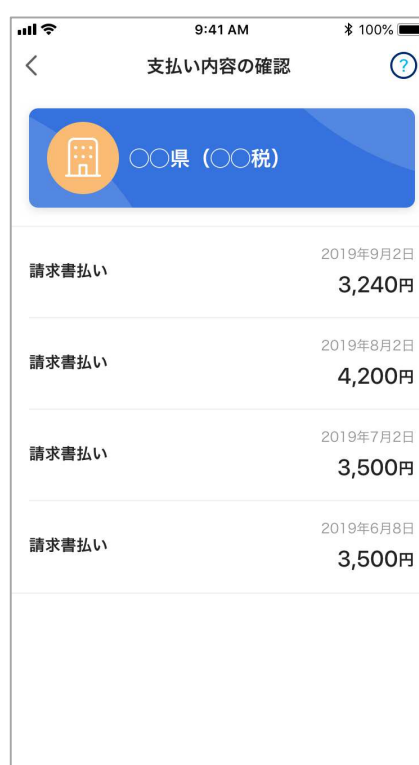 9:41 AM
100%
支払い内容の確認
?
○○県（○○税）
2019年9月2日
請求書払い
3,240円
2019年8月2日
請求書払い
4,200円
2019年7月2日
請求書払い
3,500円
2019年6月8日
請求書払い
3,500円